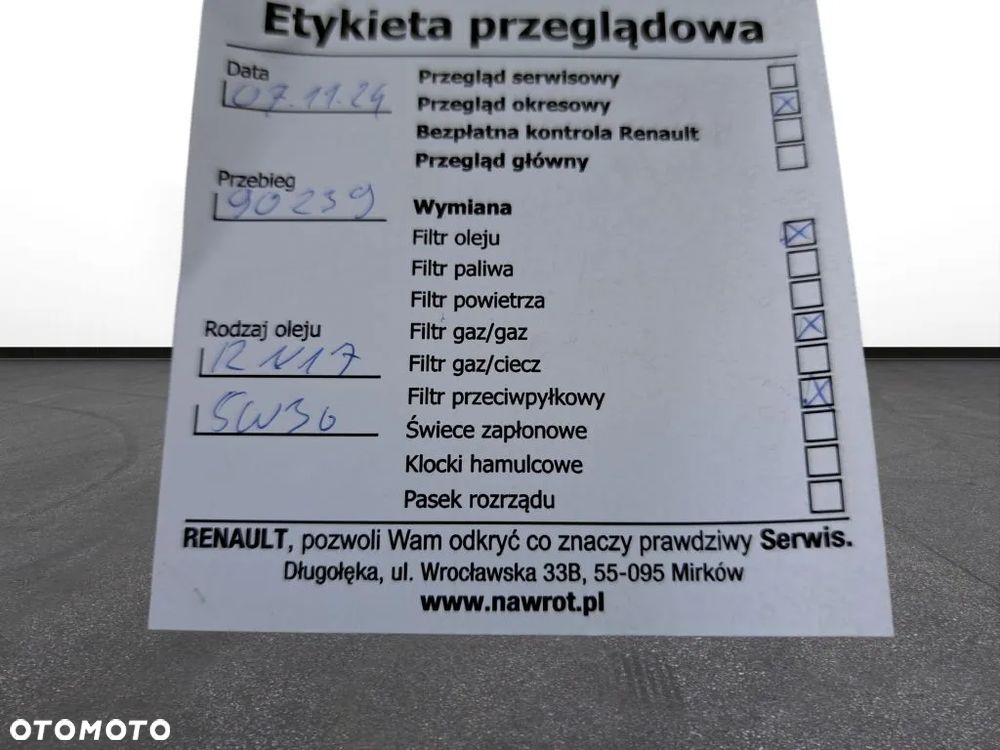 Etykieta przeglądowa
Data
07.11.24
Przegląd serwisowy
Przegląd okresowy
Bezpłatna kontrola Renault
Przegląd główny
Przebieg
90239
Wymiana
Filtr oleju
Filtr paliwa
Filtr powietrza
Rodzaj oleju
RN17
5W30
Filtr gaz/gaz
Filtr gaz/ciecz
Filtr przeciwpyłkowy
Świece zapłonowe
Klocki hamulcowe
Pasek rozrządu
RENAULT, pozwoli Wam odkryć co znaczy prawdziwy Serwis.
Długołęka, ul. Wrocławska 33B, 55-095 Mirków
www.nawrot.pl
OTOMOTO